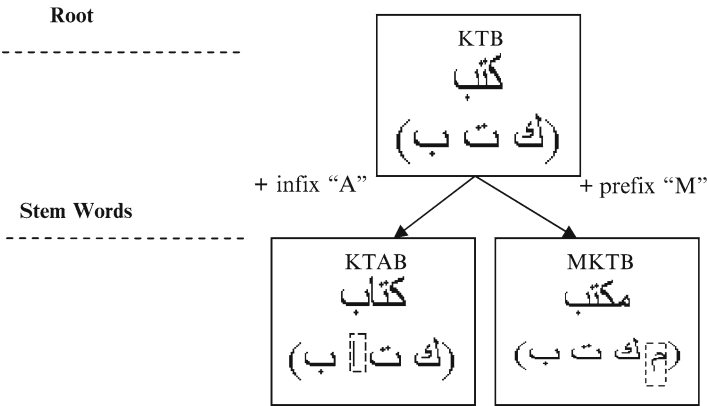 Root
KTB
كتب
(ك ت ب)
+ infix “A”
+ prefix “M”
Stem Words
KTAB
كتاب
(ك ت ا ب)
MKTB
مكتب
(م ك ت ب)